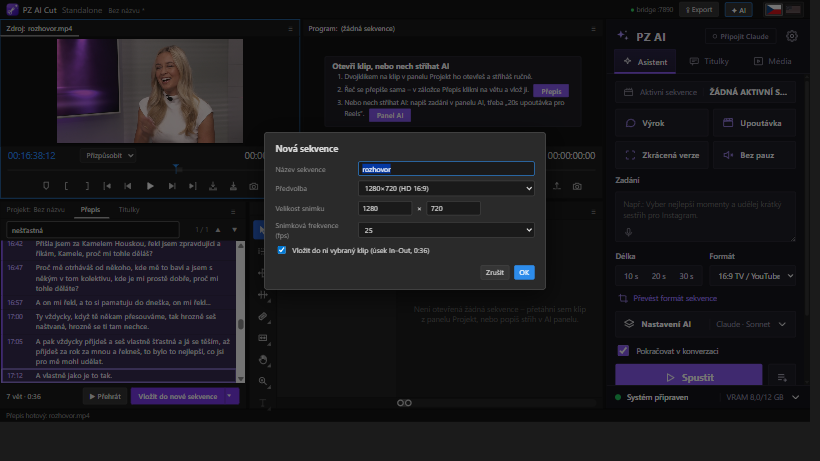 PZ AI Cut Standalone Bez názvu *
bridge :7890
Export
AI
Zdroj: rozhovor.mp4
Program: (žádná sekvence)
Otevři klip, nebo nech stříhat AI
1. Dvojklikem na klip v panelu Projekt ho otevřeš a stříháš ručně.
2. Řeč se přepíše sama – v záložce Přepis klikni na větu a vlož ji. Přepis
3. Nebo nech stříhat AI: napiš zadání v panelu AI, třeba „20s upoutávka pro Reels“. Panel AI
00:16:38:12
Přizpůsobit
00:00:00:00
Nová sekvence
Název sekvence rozhovor
Předvolba 1280×720 (HD 16:9)
Velikost snímku 1280 × 720
Snímková frekvence (fps) 25
Vložit do ní vybraný klip (úsek In-Out, 0:36)
Zrušit
OK
Projekt: Bez názvu
Přepis
Titulky
nešťastná
1 / 1
16:42 Přišla jsem za Kamelem Houskou, řekl jsem zpravodující a
říkám, Kamele, proč mi tohle děláš?
16:47 Proč mě otrháváš od někoho, kde mě to baví a jsem s
někým v tom kolektivu, kde je mi prostě dobře, proč mi
tohle děláte?
16:57 A on mi řekl, a to si pamatuju do dneška, on mi řekl...
17:00 Ty vždycky, když tě někam přesouváme, tak hrozně seš
naštvaná, hrozně se ti tam nechce.
17:05 A pak vždycky přijdeš a seš vlastně šťastná a já se těším, až
přijdeš za rok za mnou a řekneš, to bylo to nejlepší, co jsi
pro mě mohl udělat.
17:12 A vlastně jako je to tak.
7 vět · 0:36
Přehrát
Vložit do nové sekvence
Přepis hotový: rozhovor.mp4
Není otevřená žádná sekvence – přetáhni sem klip
z panelu Projekt, nebo popiš střih v AI panelu.
PZ AI
Připojit Claude
Asistent
Titulky
Média
Aktivní sekvence ŽÁDNÁ AKTIVNÍ S...
Výrok
Upoutávka
Zkrácená verze
Bez pauz
Zadání
Např.: Vyber nejlepší momenty a udělej krátký
sestřih pro Instagram.
Délka
Formát
10 s 20 s 30 s
16:9 TV / YouTube
Převést formát sekvence
Nastavení AI Claude · Sonnet
Pokračovat v konverzaci
Spustit
Systém připraven
VRAM 8,0/12 GB